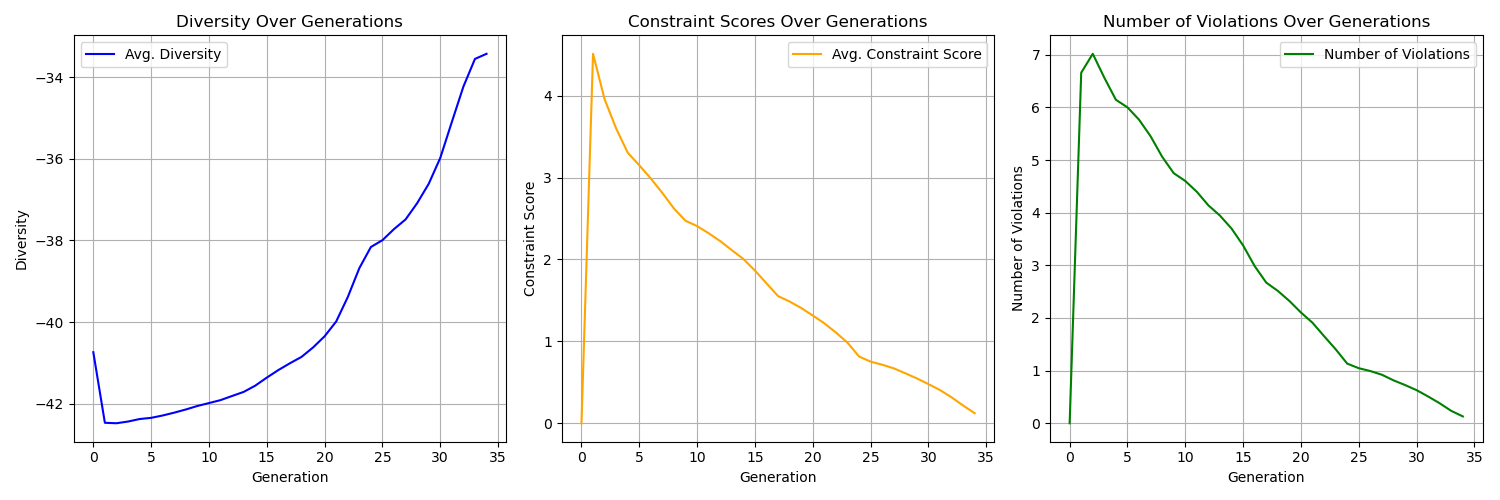 Diversity Over Generations
Avg. Diversity
Diversity
−34
−36
−38
−40
−42
0 5 10 15 20 25 30 35
Generation
Constraint Scores Over Generations
Avg. Constraint Score
Constraint Score
4
3
2
1
0
0 5 10 15 20 25 30 35
Generation
Number of Violations Over Generations
Number of Violations
Number of Violations
7
6
5
4
3
2
1
0
0 5 10 15 20 25 30 35
Generation